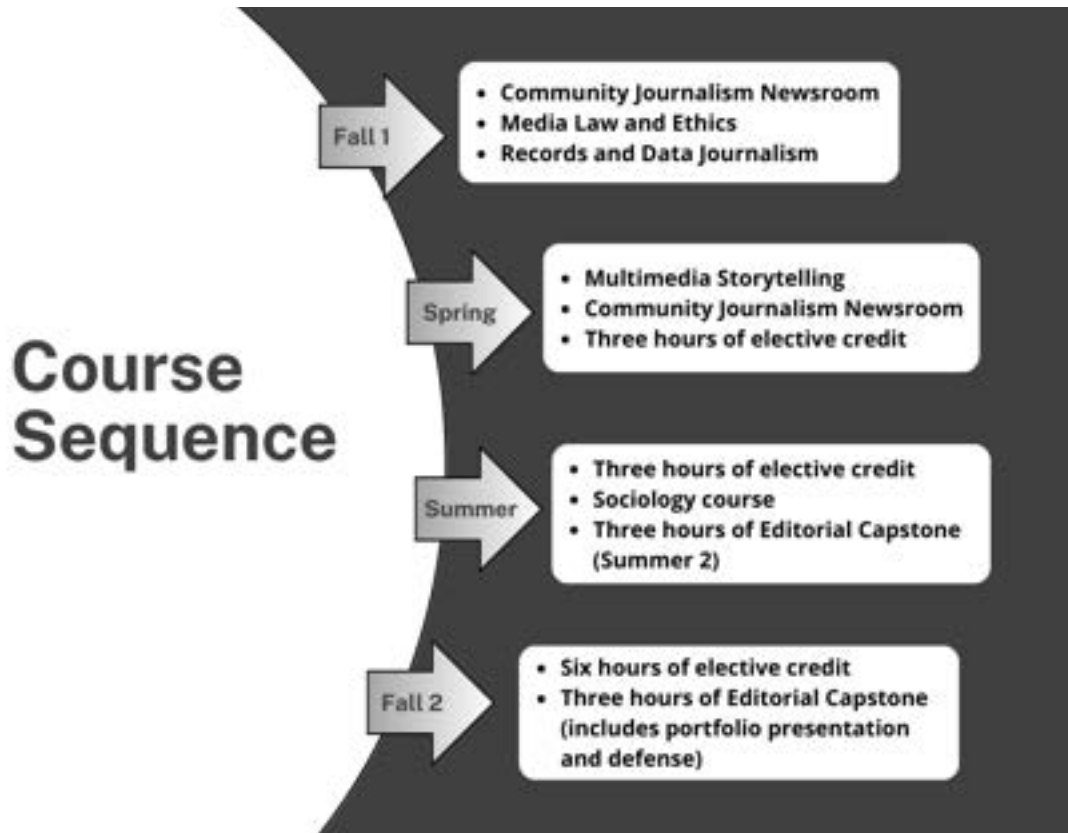 Course
Sequence
Fall 1
• Community Journalism Newsroom
• Media Law and Ethics
• Records and Data Journalism
Spring
• Multimedia Storytelling
• Community Journalism Newsroom
• Three hours of elective credit
Summer
• Three hours of elective credit
• Sociology course
• Three hours of Editorial Capstone
(Summer 2)
Fall 2
• Six hours of elective credit
• Three hours of Editorial Capstone
(includes portfolio presentation
and defense)